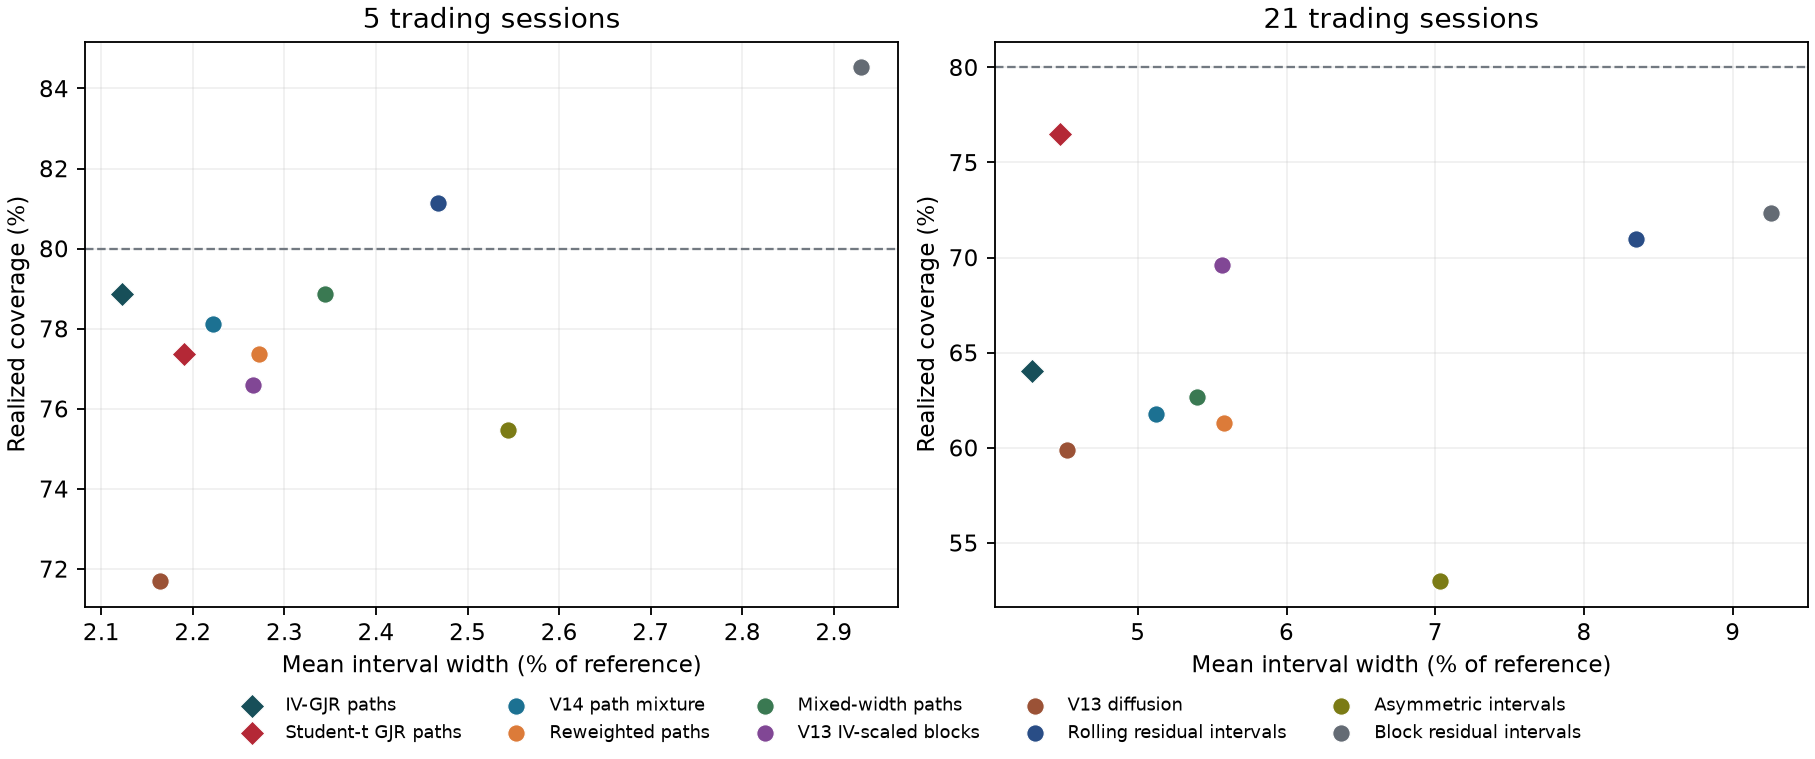 5 trading sessions
84
82
80
78
76
74
72
Realized coverage (%)
2.1 2.2 2.3 2.4 2.5 2.6 2.7 2.8 2.9
Mean interval width (% of reference)
21 trading sessions
80
75
70
65
60
55
Realized coverage (%)
5 6 7 8 9
Mean interval width (% of reference)
IV-GJR paths V14 path mixture Mixed-width paths V13 diffusion Asymmetric intervals
Student-t GJR paths Reweighted paths V13 IV-scaled blocks Rolling residual intervals Block residual intervals